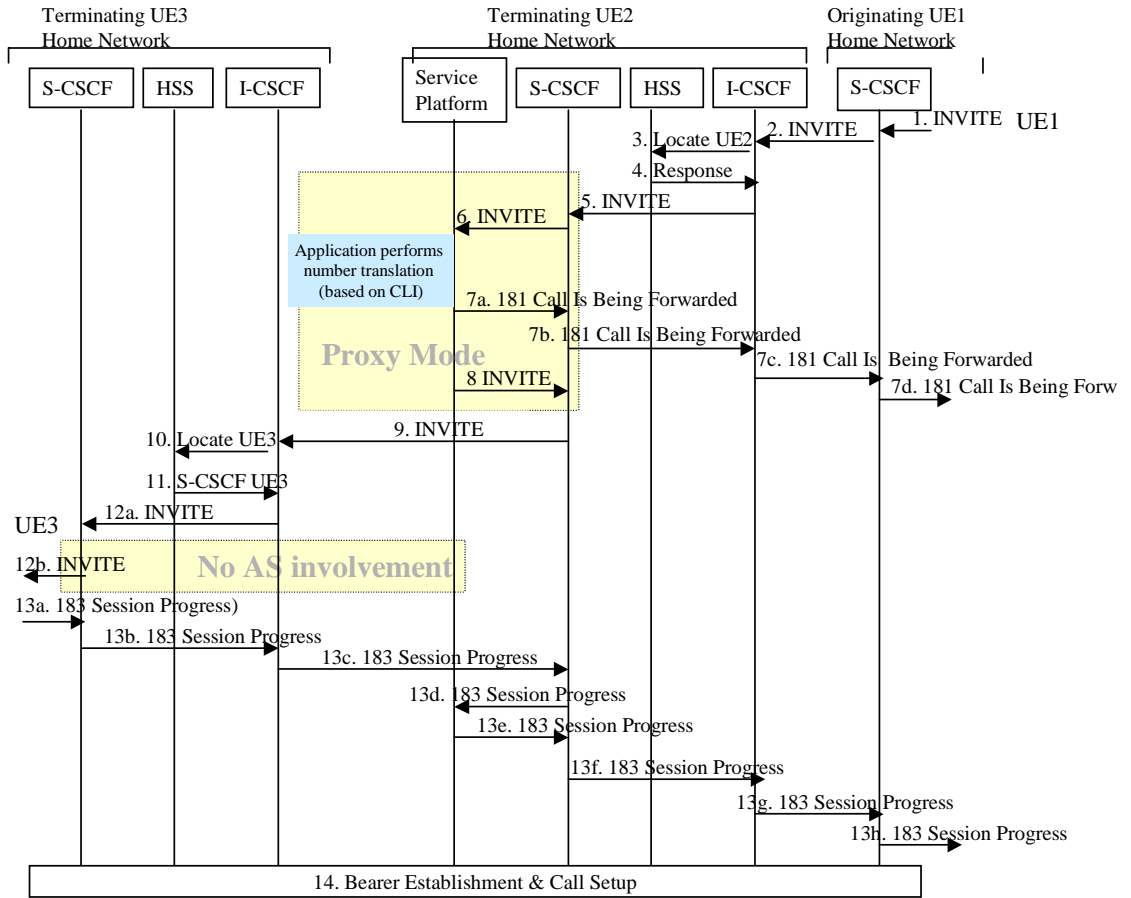 Terminating UE3
Home Network
Terminating UE2
Home Network
Originating UE1
Home Network
S-CSCF
HSS
I-CSCF
Service
Platform
S-CSCF
HSS
I-CSCF
S-CSCF
1. INVITE
UE1
2. INVITE
3. Locate UE2
4. Response
5. INVITE
6. INVITE
Application performs
number translation
(based on CLI)
7a. 181 Call Is Being Forwarded
7b. 181 Call Is Being Forwarded
Proxy Mode
7c. 181 Call Is Being Forwarded
8 INVITE
7d. 181 Call Is Being Forw
9. INVITE
10. Locate UE3
11. S-CSCF UE3
12a. INVITE
UE3
12b. INVITE
No AS involvement
13a. 183 Session Progress)
13b. 183 Session Progress
13c. 183 Session Progress
13d. 183 Session Progress
13e. 183 Session Progress
13f. 183 Session Progress
13g. 183 Session Progress
13h. 183 Session Progress
14. Bearer Establishment & Call Setup